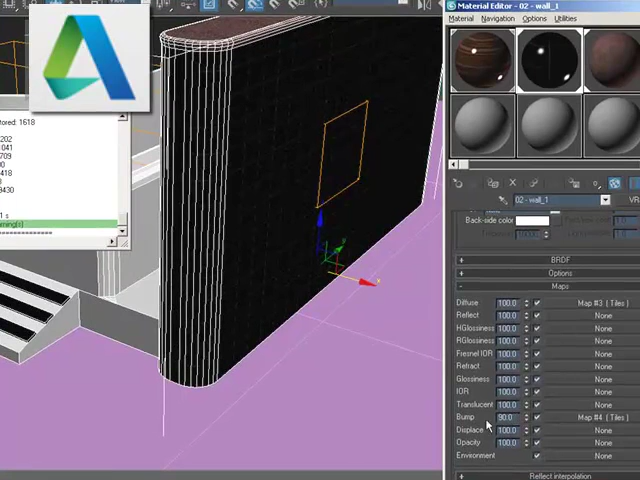 Material Editor - 02 - wall_1
Material Navigation Options Utilities
tored: 1618
202
041
709
00
418
8430
1 s
arning(s)
02 - wall_1
VR
Back-side color
BRDF
Options
Maps
Diffuse 100.0 Map #3 ( Tiles )
Reflect 100.0 None
HGlossiness 100.0 None
RGlossiness 100.0 None
Fresnel IOR 100.0 None
Refract 100.0 None
Glossiness 100.0 None
IOR 100.0 None
Translucent 100.0 None
Bump 90.0 Map #4 ( Tiles )
Displace 100.0 None
Opacity 100.0 None
Environment None
Reflect interpolation
x